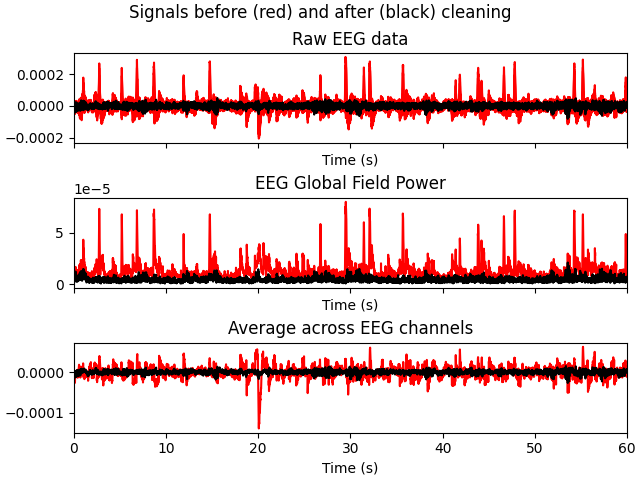 Signals before (red) and after (black) cleaning
Raw EEG data
0.0002
0.0000
−0.0002
Time (s)
EEG Global Field Power
1e−5
5
0
Time (s)
Average across EEG channels
0.0000
−0.0001
0 10 20 30 40 50 60
Time (s)